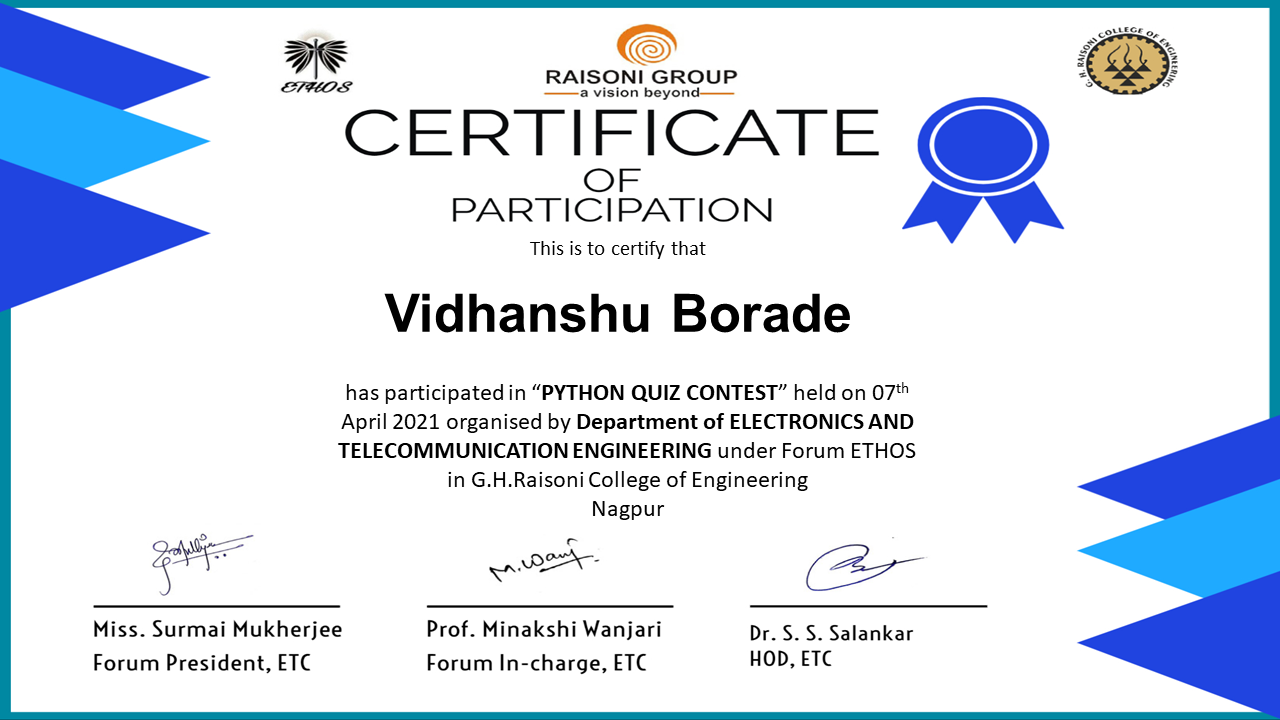 ETHOS
RAISONI GROUP
a vision beyond
G. H. RAISONI COLLEGE OF ENGINEERING
CERTIFICATE
OF
PARTICIPATION
This is to certify that
Vidhanshu Borade
has participated in “PYTHON QUIZ CONTEST” held on 07th
April 2021 organised by Department of ELECTRONICS AND
TELECOMMUNICATION ENGINEERING under Forum ETHOS
in G.H.Raisoni College of Engineering
Nagpur
M.Wanj.
Miss. Surmai Mukherjee
Forum President, ETC
Prof. Minakshi Wanjari
Forum In-charge, ETC
Dr. S. S. Salankar
HOD, ETC